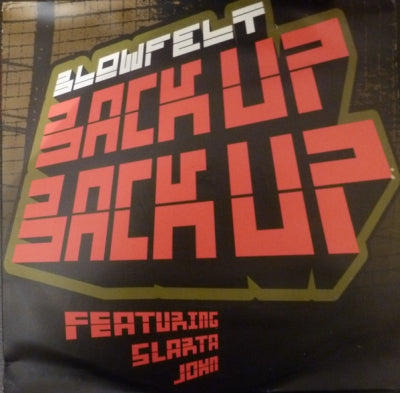 BLOWFELT
BACK UP
BACK UP
FEATURING
SLARTA
JOHN